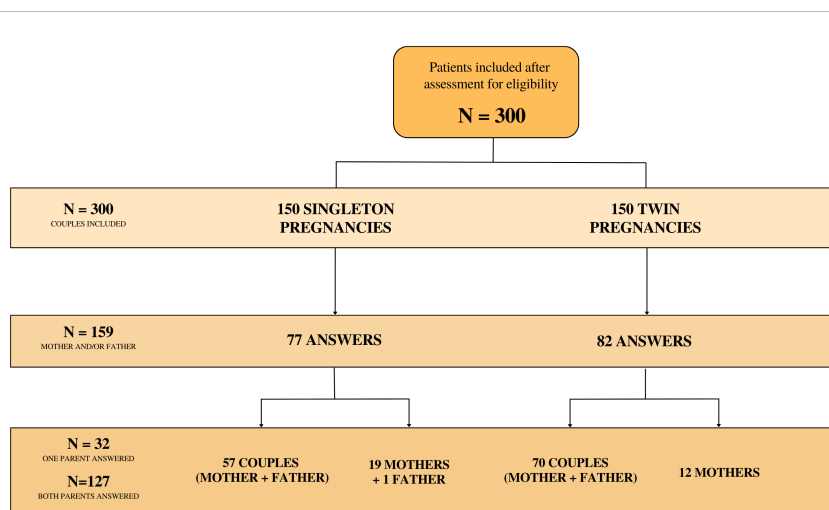 Patients included after
assessment for eligibility
N = 300
N = 300
COUPLES INCLUDED
150 SINGLETON
PREGNANCIES
150 TWIN
PREGNANCIES
N = 159
MOTHER AND/OR FATHER
77 ANSWERS
82 ANSWERS
N = 32
ONE PARENT ANSWERED
N=127
BOTH PARENTS ANSWERED
57 COUPLES
(MOTHER + FATHER)
19 MOTHERS
+ 1 FATHER
70 COUPLES
(MOTHER + FATHER)
12 MOTHERS